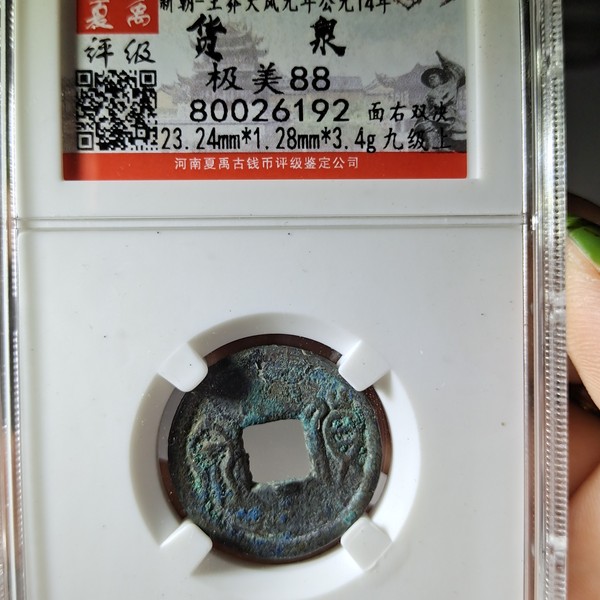 夏禹
评级
新朝-王莽天凤元年公元14年
货泉
极美88
80026192 面右双决
23.24mm*1.28mm*3.4g 九级上
河南夏禹古钱币评级鉴定公司